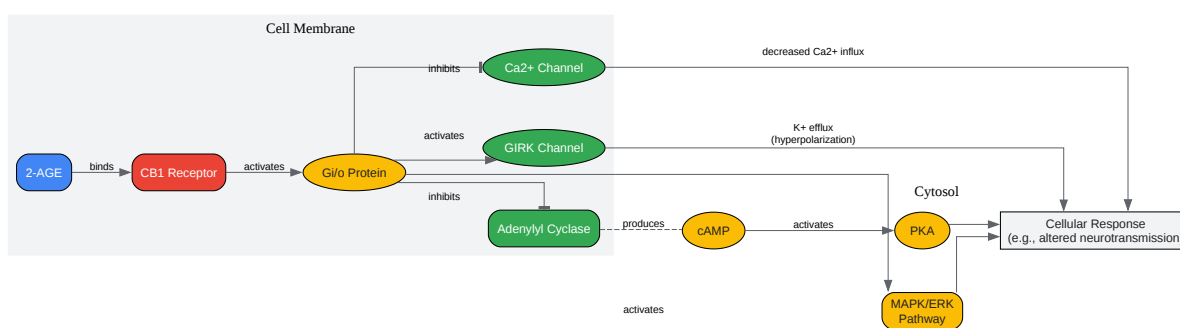 Cell Membrane
decreased Ca2+ influx
inhibits
Ca2+ Channel
K+ efflux
(hyperpolarization)
activates
GIRK Channel
2-AGE
binds
CB1 Receptor
activates
Gi/o Protein
Cytosol
inhibits
Adenylyl Cyclase
produces
cAMP
activates
PKA
Cellular Response
(e.g., altered neurotransmission
activates
MAPK/ERK
Pathway